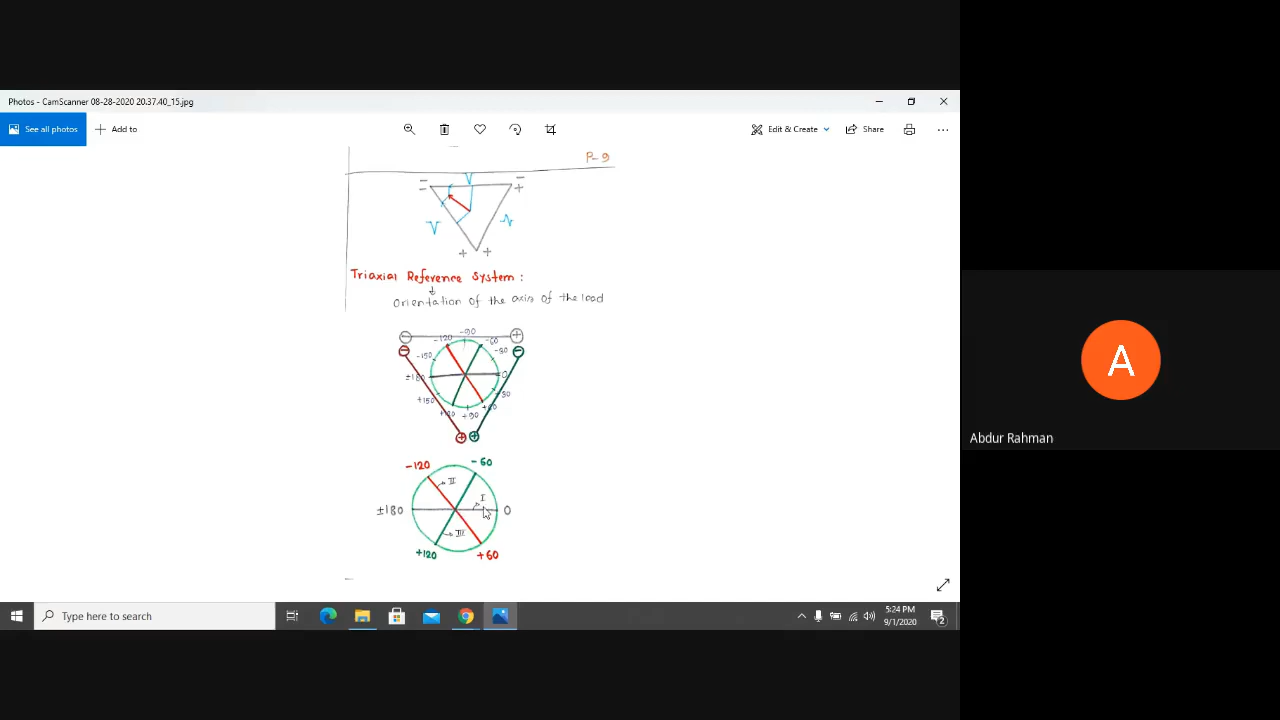 Photos - CamScanner 08-28-2020 20.37.40_15.jpg
See all photos
Add to
Edit & Create
Share
P-9
− V −
− +
V
+ +
Triaxial Reference System :
Orientation of the axis of the lead
− +
-120 -90 -60
− −
-150 -30
±180 0
+150 +30
+120 +90 +60
+ +
-120 -60
II
I
±180 0
III
+120 +60
Type here to search
5:24 PM
9/1/2020
2
A
Abdur Rahman